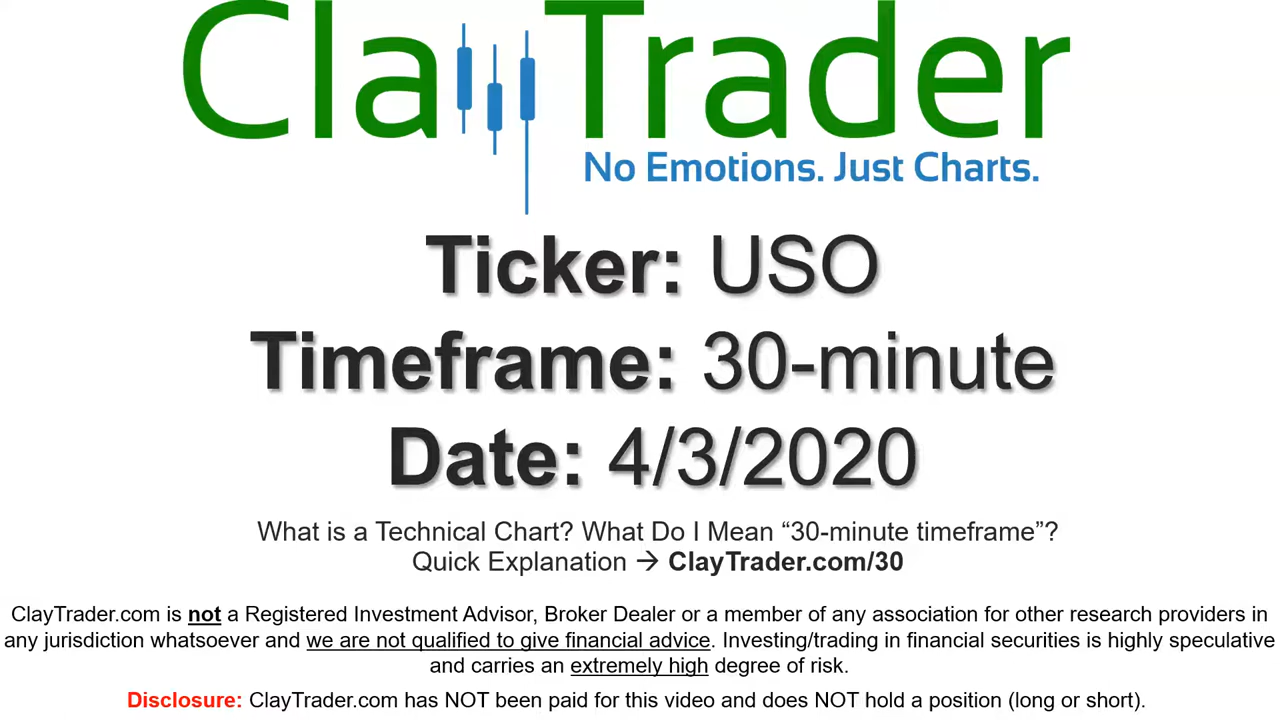 ClayTrader
No Emotions. Just Charts.
Ticker: USO
Timeframe: 30-minute
Date: 4/3/2020
What is a Technical Chart? What Do I Mean “30-minute timeframe”?
Quick Explanation → ClayTrader.com/30
ClayTrader.com is not a Registered Investment Advisor, Broker Dealer or a member of any association for other research providers in
any jurisdiction whatsoever and we are not qualified to give financial advice. Investing/trading in financial securities is highly speculative
and carries an extremely high degree of risk.
Disclosure: ClayTrader.com has NOT been paid for this video and does NOT hold a position (long or short).